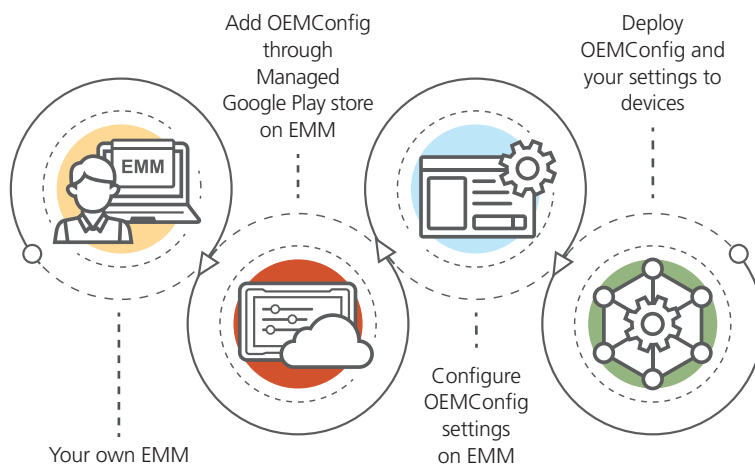 EMM
Your own EMM
Add OEMConfig
through
Managed
Google Play store
on EMM
Configure
OEMConfig
settings
on EMM
Deploy
OEMConfig and
your settings to
devices